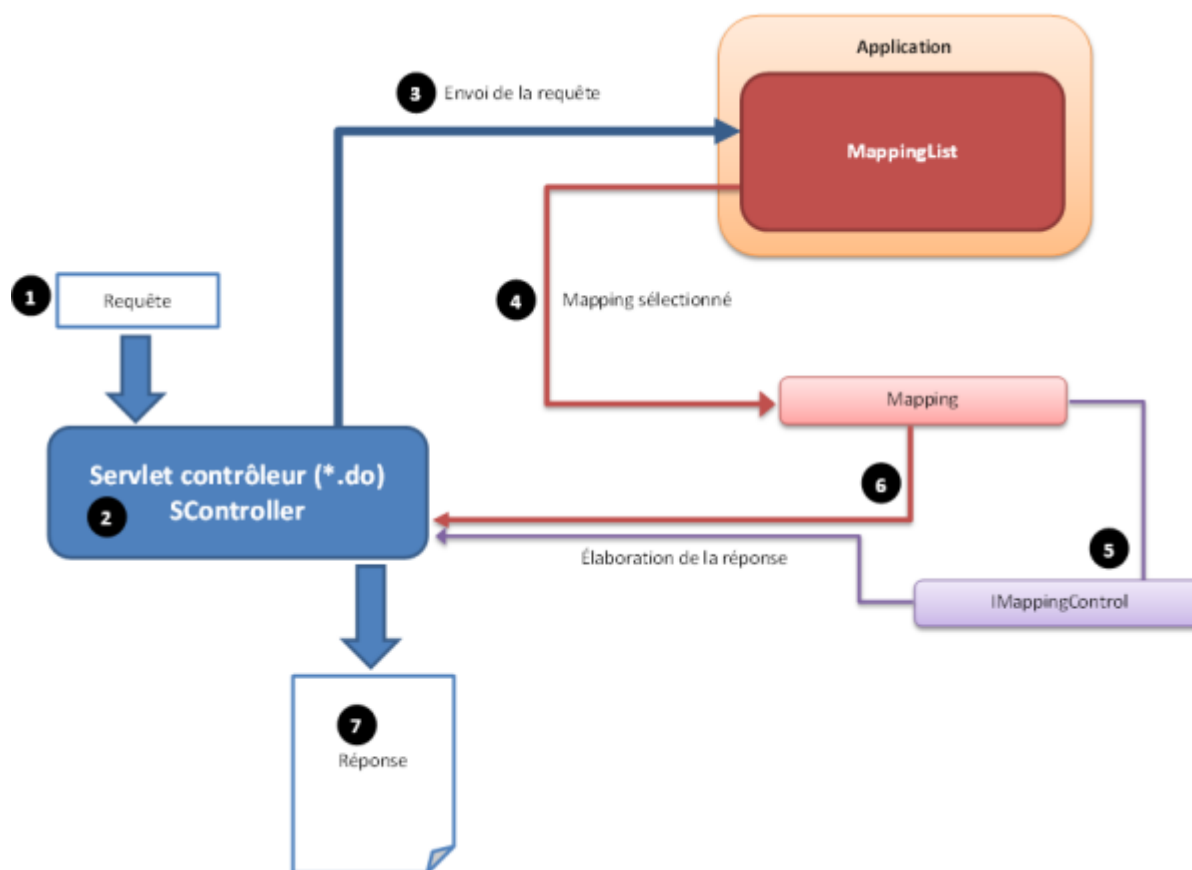 Application
3 Envoi de la requête
MappingList
1 Requête
4 Mapping sélectionné
Mapping
Servlet contrôleur (*.do)
2 SController
6
Élaboration de la réponse
5
IMappingControl
7
Réponse